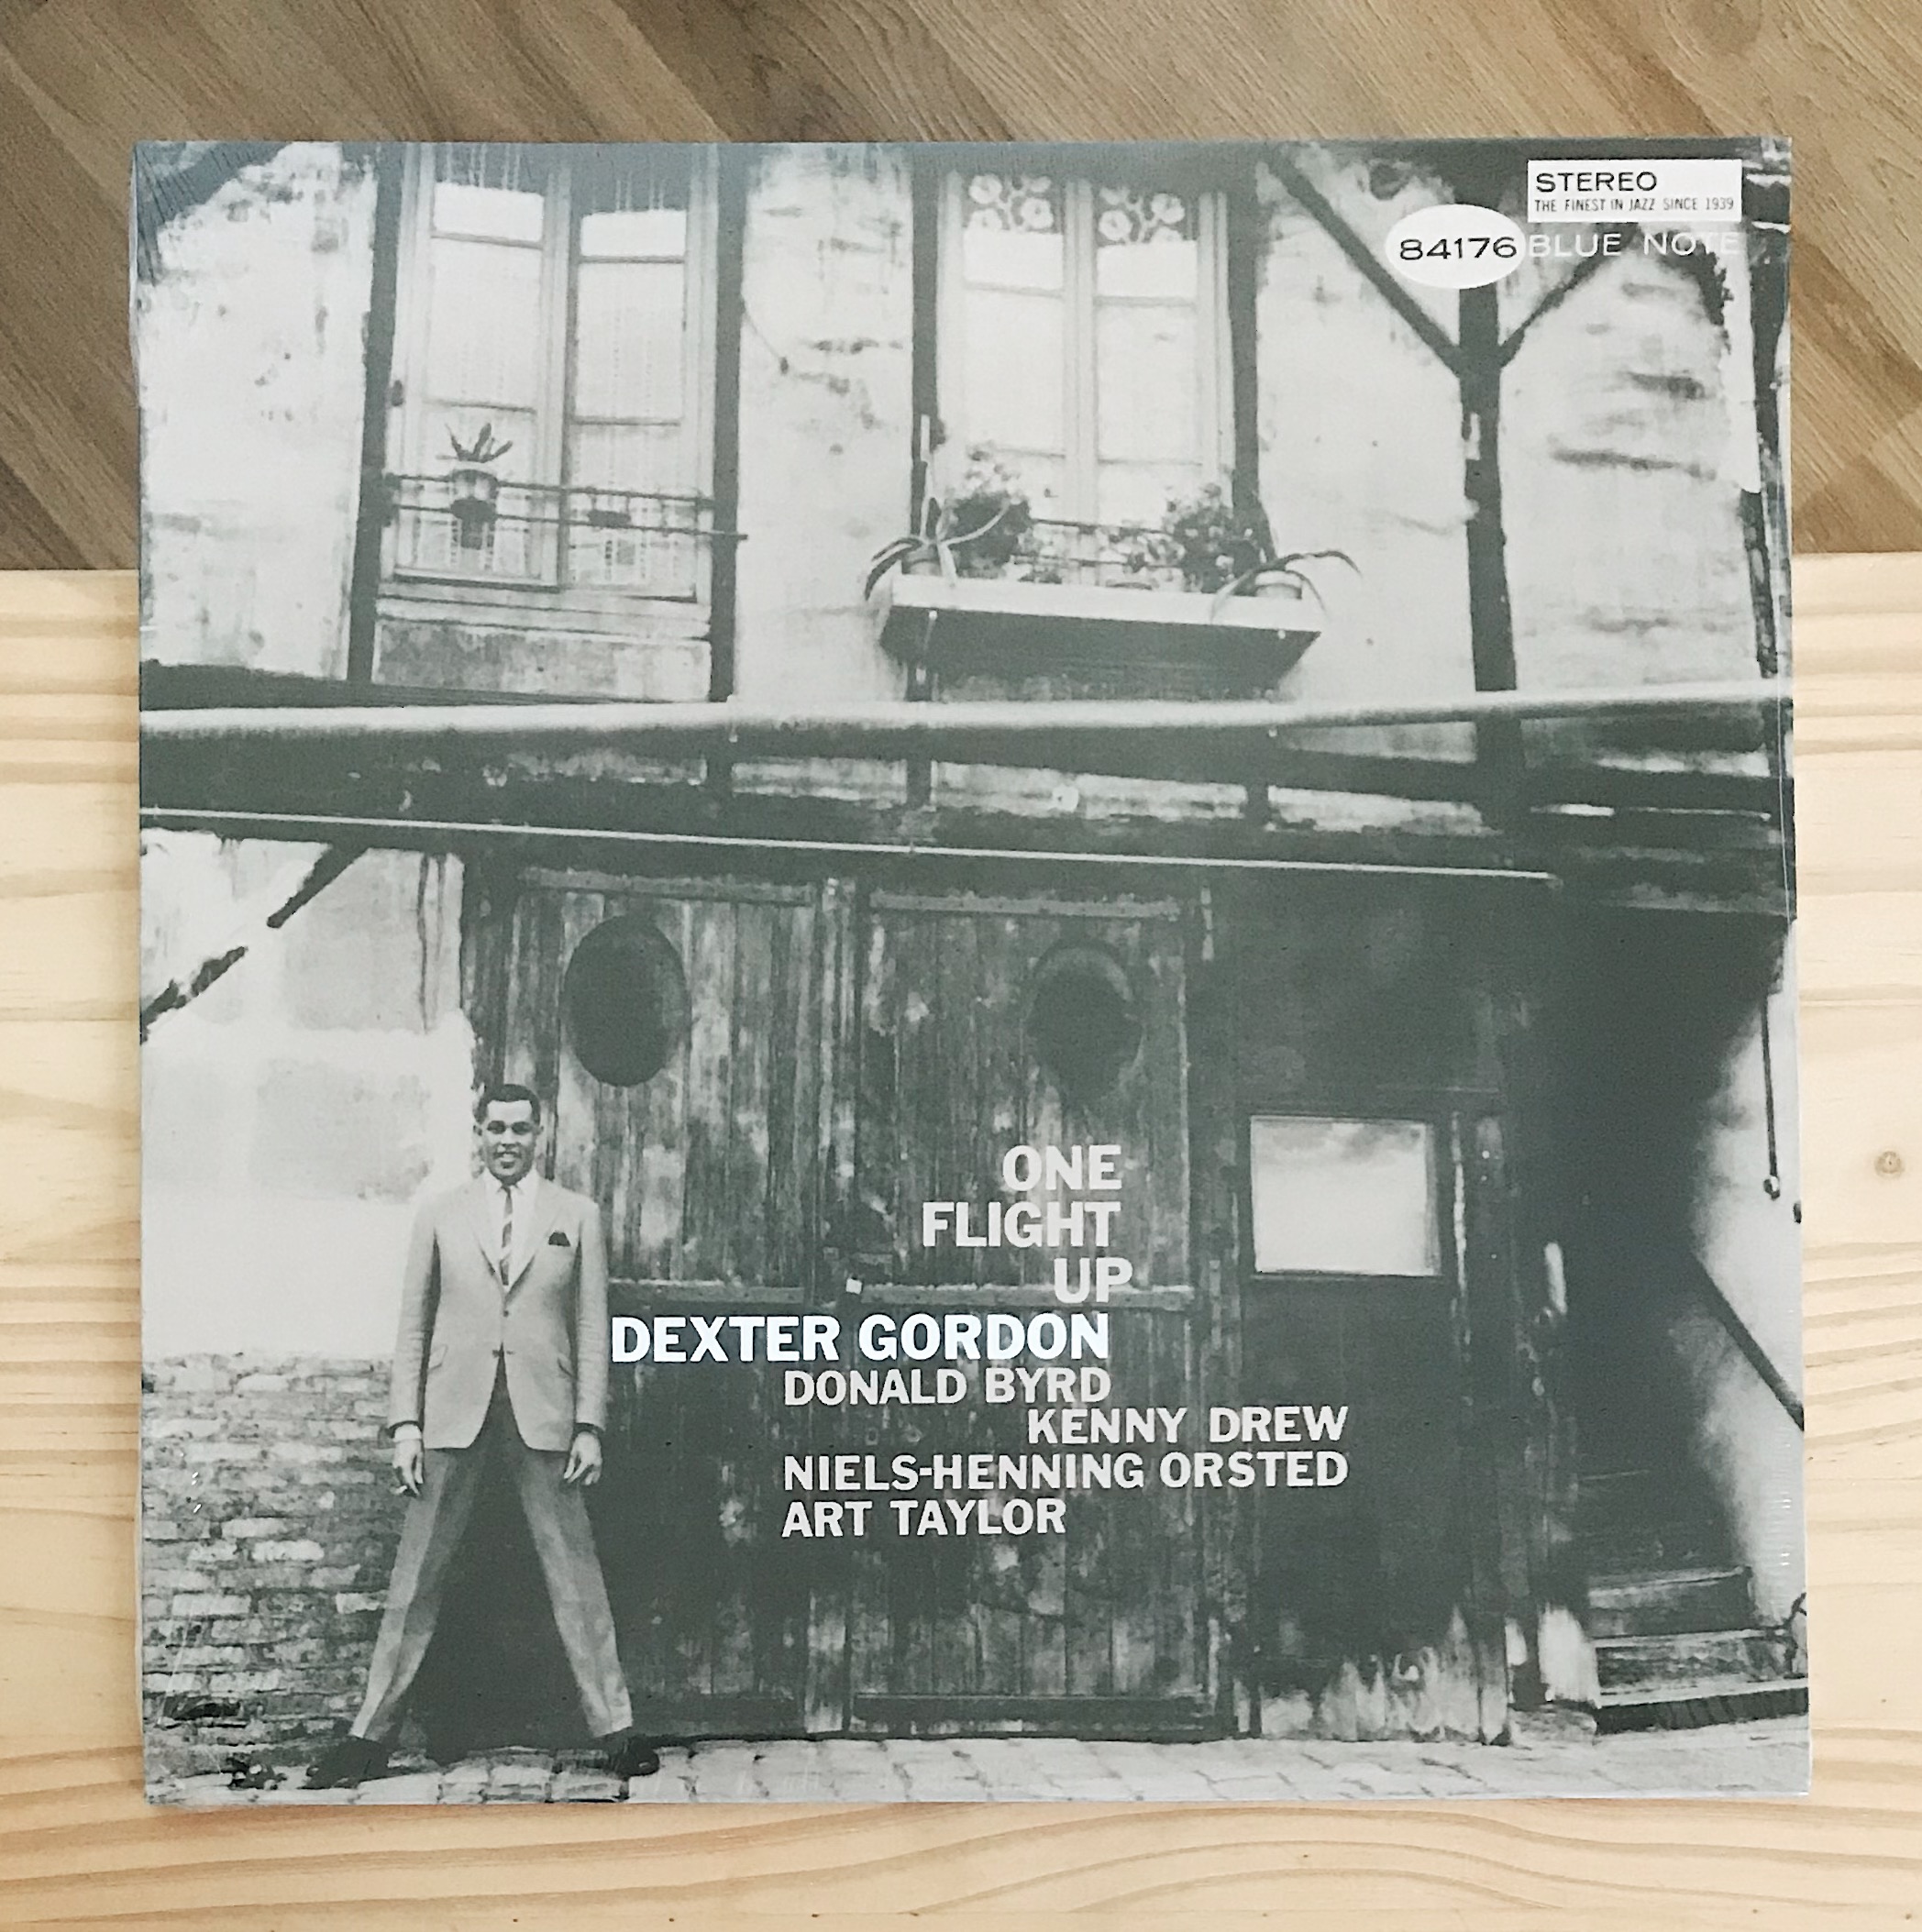 STEREO
THE FINEST IN JAZZ SINCE 1939
84176 BLUE NOTE
ONE
FLIGHT
UP
DEXTER GORDON
DONALD BYRD
KENNY DREW
NIELS-HENNING ORSTED
ART TAYLOR